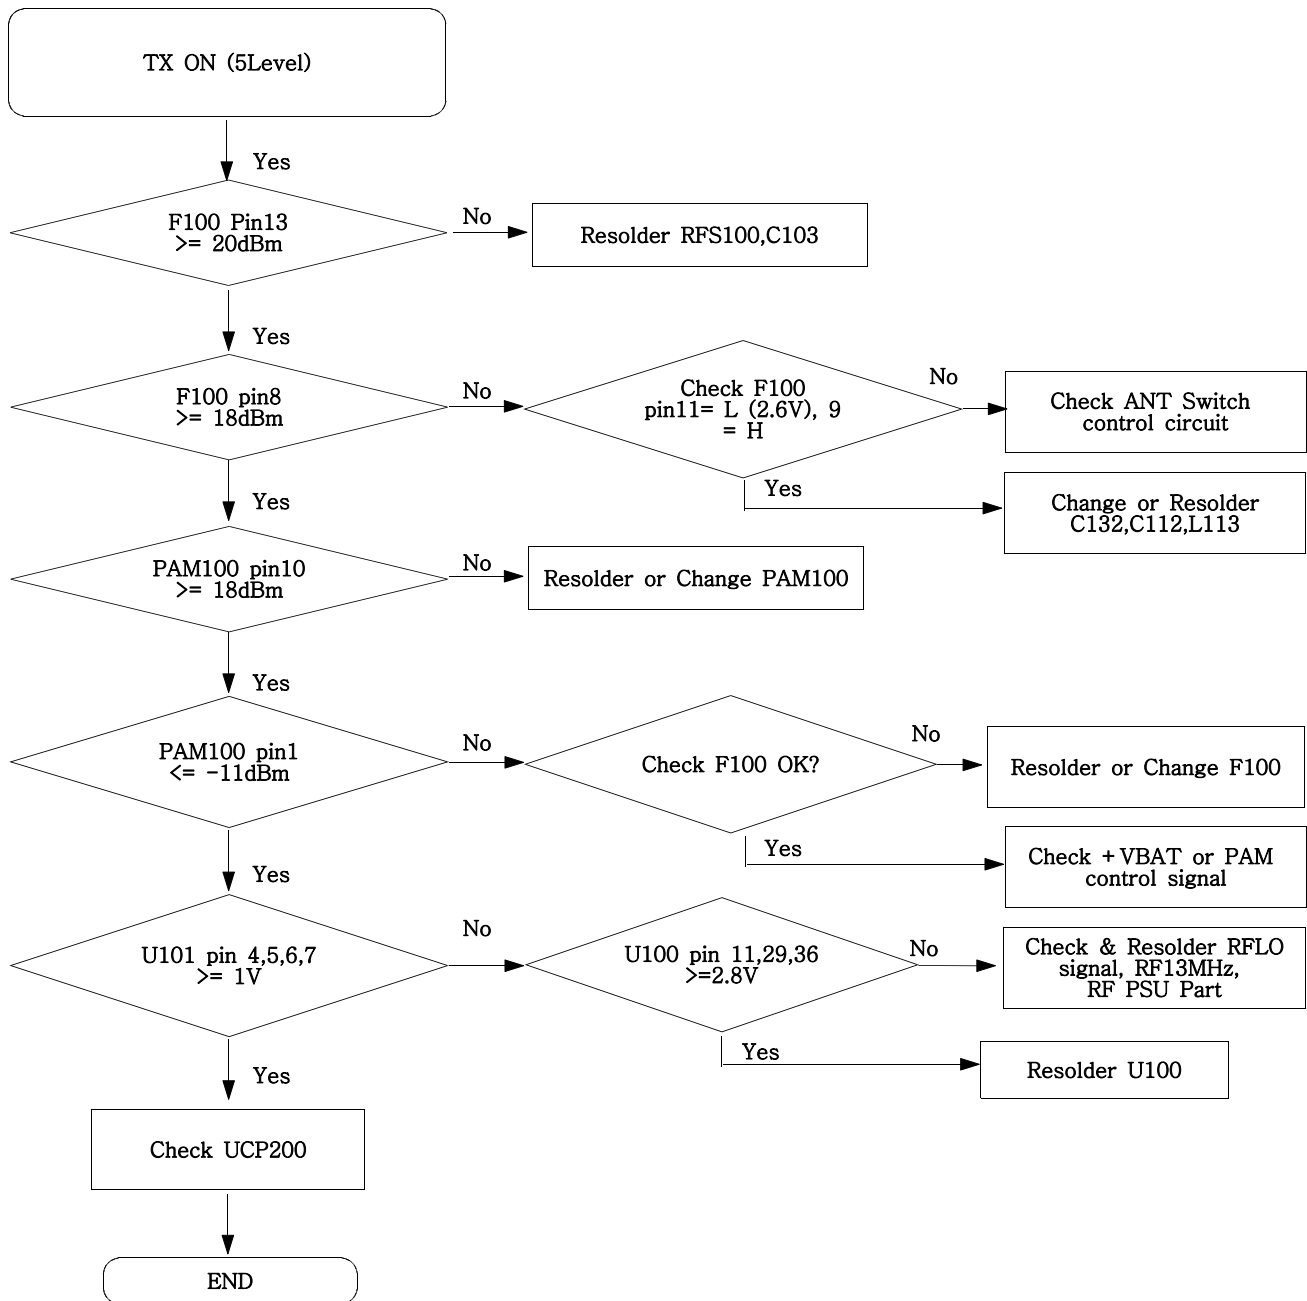 TX ON (5Level)
Yes
F100 Pin13
>= 20dBm
No
Resolder RFS100,C103
Yes
F100 pin8
>= 18dBm
No
Check F100
pin11= L (2.6V), 9
= H
No
Check ANT Switch
control circuit
Yes
Change or Resolder
C132,C112,L113
Yes
PAM100 pin10
>= 18dBm
No
Resolder or Change PAM100
Yes
PAM100 pin1
<= -11dBm
No
Check F100 OK?
No
Resolder or Change F100
Yes
Check +VBAT or PAM
control signal
Yes
U101 pin 4,5,6,7
>= 1V
No
U100 pin 11,29,36
>=2.8V
No
Check & Resolder RFLO
signal, RF13MHz,
RF PSU Part
Yes
Resolder U100
Yes
Check UCP200
END